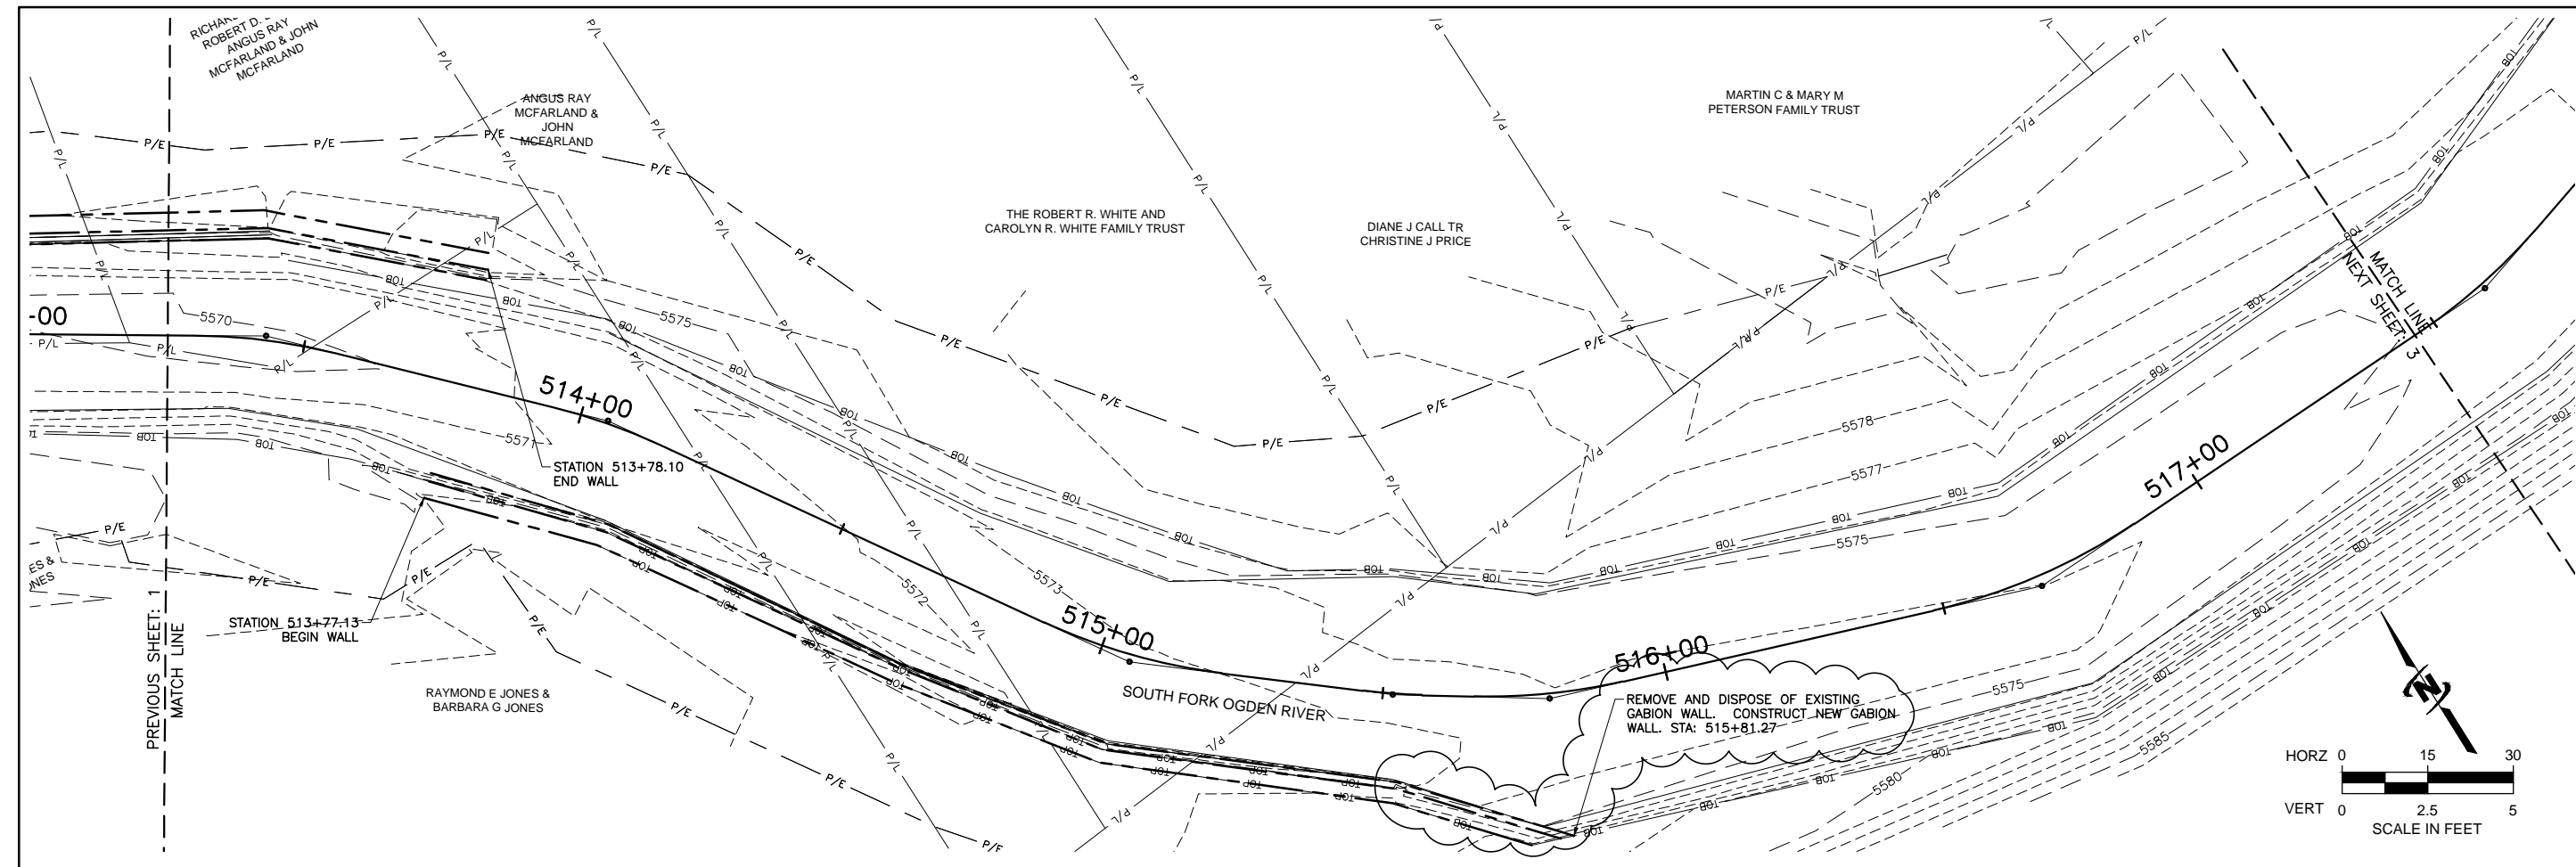 ROBERT D.
ANGUS RAY
MCFARLAND & JOHN
MCFARLAND
ANGUS RAY
MCFARLAND &
JOHN
MCFARLAND
THE ROBERT R. WHITE AND
CAROLYN R. WHITE FAMILY TRUST
DIANE J CALL TR
CHRISTINE J PRICE
MARTIN C & MARY M
PETERSON FAMILY TRUST
MATCH LINE
NEXT SHEET: 3
-00
5570
5575
514+00
5571
STATION 513+78.10
END WALL
5578
5577
5575
517+00
5573
5572
515+00
516+00
STATION 513+77.13
BEGIN WALL
PREVIOUS SHEET: 1
MATCH LINE
RAYMOND E JONES &
BARBARA G JONES
SOUTH FORK OGDEN RIVER
REMOVE AND DISPOSE OF EXISTING
GABION WALL. CONSTRUCT NEW GABION
WALL. STA: 515+81.27
5575
5585
5580
N
HORZ 0 15 30
VERT 0 2.5 5
SCALE IN FEET
P/L
P/E
TOB
TOP